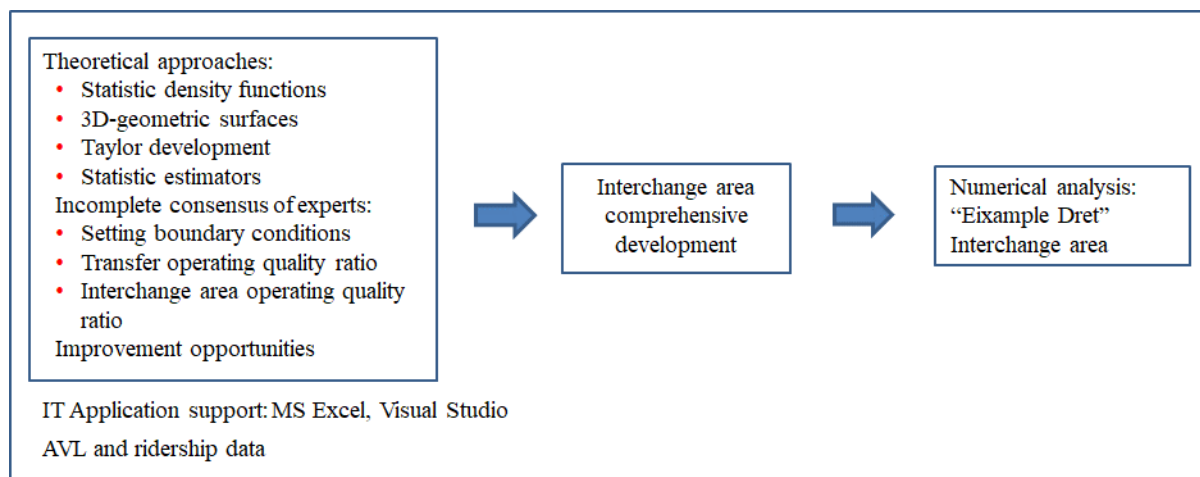 Theoretical approaches:
• Statistic density functions
• 3D-geometric surfaces
• Taylor development
• Statistic estimators
Incomplete consensus of experts:
• Setting boundary conditions
• Transfer operating quality ratio
• Interchange area operating quality
ratio
Improvement opportunities
IT Application support: MS Excel, Visual Studio
AVL and ridership data
Interchange area
comprehensive
development
Numerical analysis:
“Eixample Dret”
Interchange area